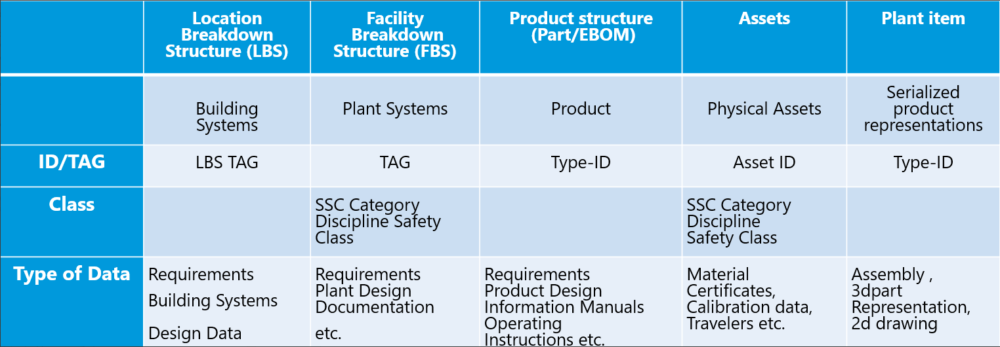 Location
Breakdown
Structure (LBS)
Facility
Breakdown
Structure (FBS)
Product structure
(Part/EBOM)
Assets
Plant item
Building
Systems
Plant Systems
Product
Physical Assets
Serialized
product
representations
ID/TAG
LBS TAG
TAG
Type-ID
Asset ID
Type-ID
Class
SSC Category
Discipline Safety
Class
SSC Category
Discipline
Safety Class
Type of Data
Requirements
Building Systems
Design Data
Requirements
Plant Design
Documentation
etc.
Requirements
Product Design
Information Manuals
Operating
Instructions etc.
Material
Certificates,
Calibration data,
Travelers etc.
Assembly ,
3dpart
Representation,
2d drawing